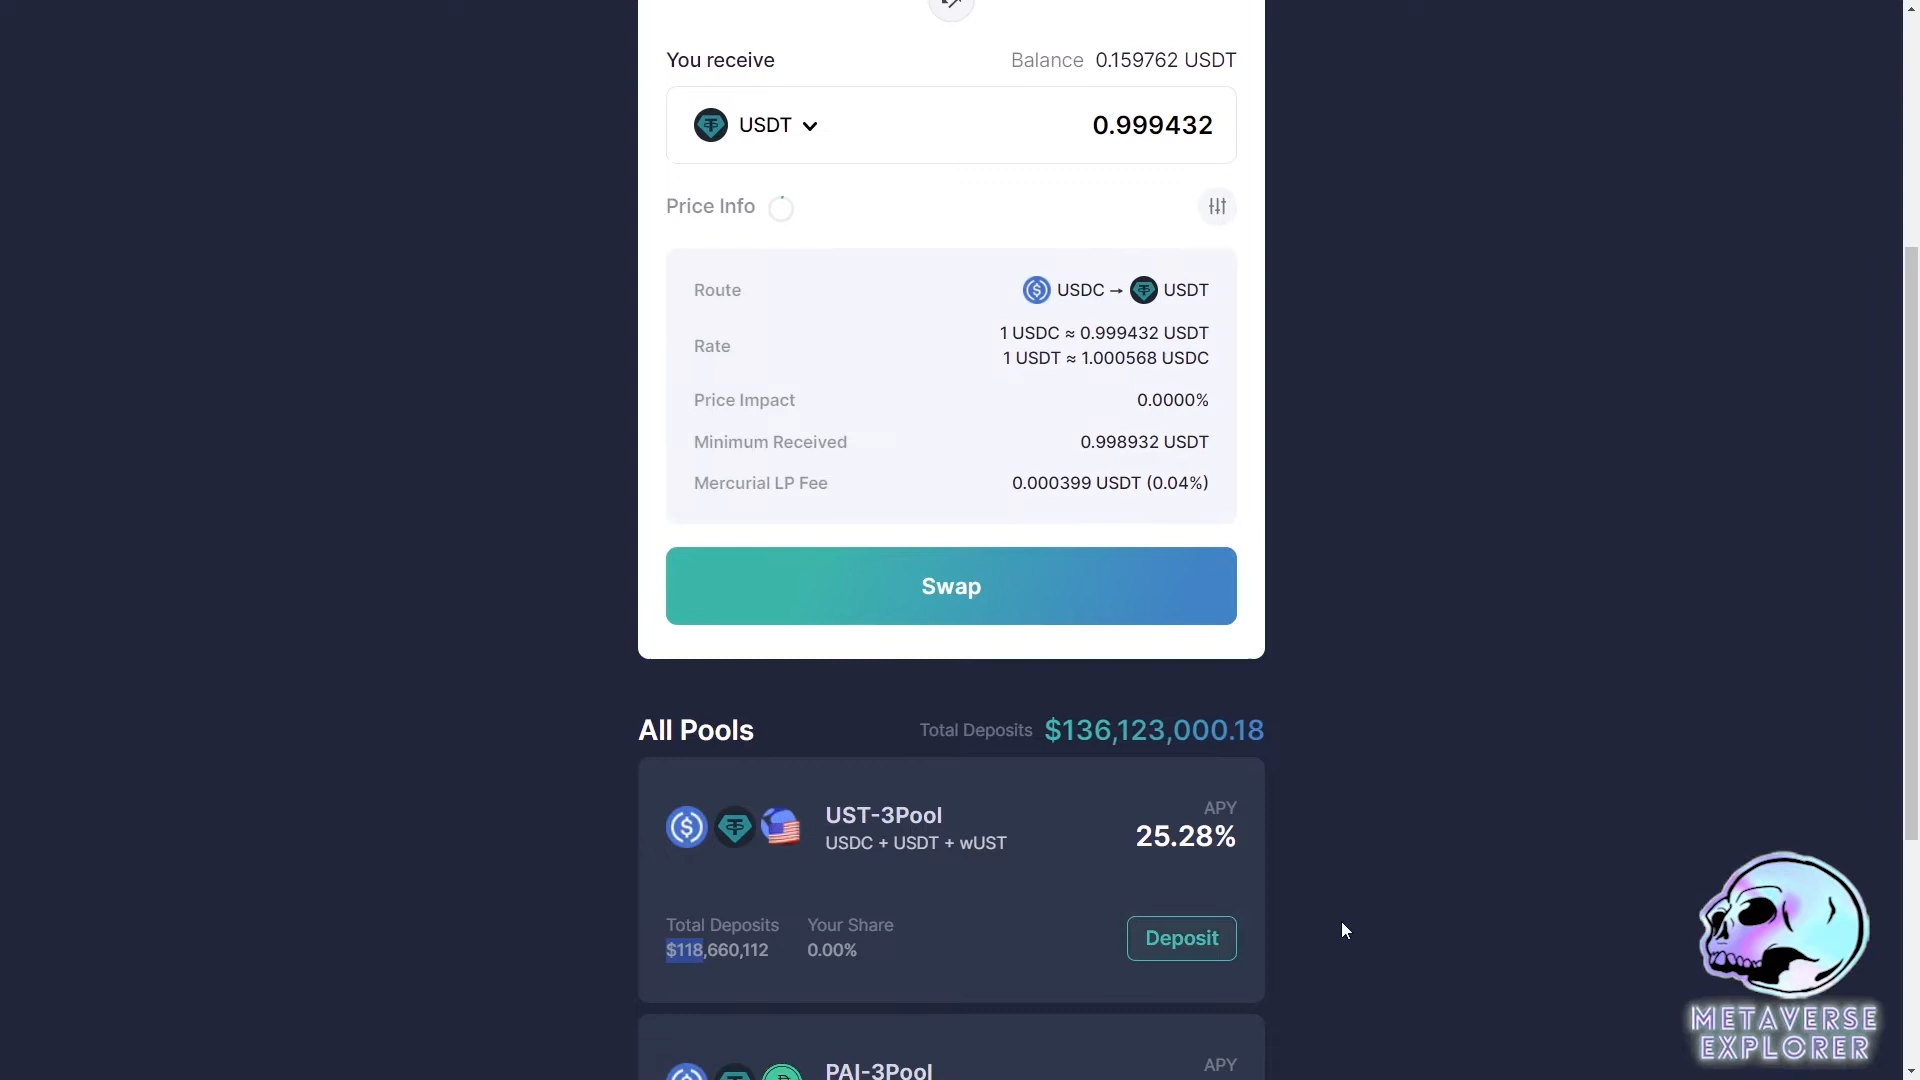 You receive
Balance 0.159762 USDT
USDT
0.999432
Price Info
Route
USDC → USDT
Rate
1 USDC ≈ 0.999432 USDT
1 USDT ≈ 1.000568 USDC
Price Impact
0.0000%
Minimum Received
0.998932 USDT
Mercurial LP Fee
0.000399 USDT (0.04%)
Swap
All Pools
Total Deposits $136,123,000.18
UST-3Pool
USDC + USDT + wUST
APY
25.28%
Total Deposits
$118,660,112
Your Share
0.00%
Deposit
PAI-3Pool
APY
METAVERSE
EXPLORER